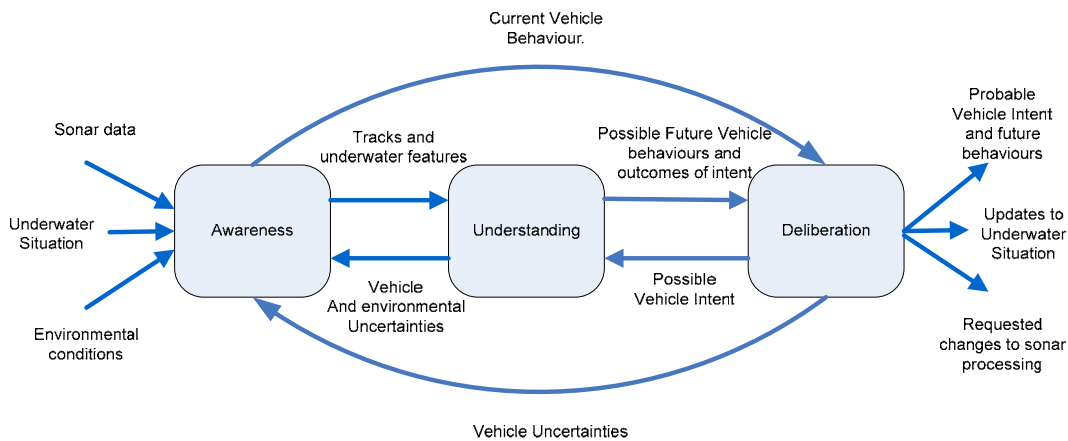 Current Vehicle
Behaviour.
Sonar data
Underwater
Situation
Environmental
conditions
Awareness
Tracks and
underwater features
Vehicle
And environmental
Uncertainties
Understanding
Possible Future Vehicle
behaviours and
outcomes of intent
Possible
Vehicle Intent
Deliberation
Probable
Vehicle Intent
and future
behaviours
Updates to
Underwater
Situation
Requested
changes to sonar
processing
Vehicle Uncertainties